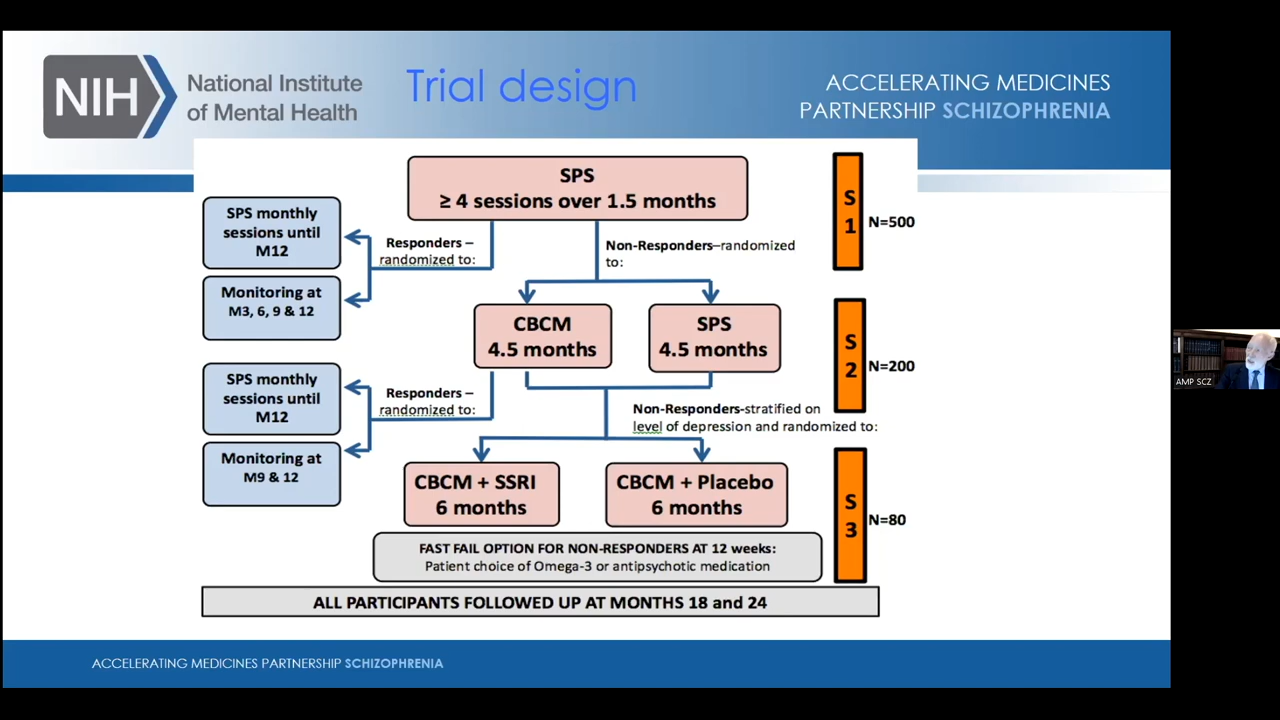 NIH
National Institute
of Mental Health
Trial design
ACCELERATING MEDICINES
PARTNERSHIP SCHIZOPHRENIA
SPS
≥ 4 sessions over 1.5 months
S
1
N=500
SPS monthly
sessions until
M12
Monitoring at
M3, 6, 9 & 12
Responders –
randomized to:
Non-Responders–randomized
to:
CBCM
4.5 months
SPS
4.5 months
S
2
N=200
SPS monthly
sessions until
M12
Monitoring at
M9 & 12
Responders –
randomized to:
Non-Responders-stratified on
level of depression and randomized to:
CBCM + SSRI
6 months
CBCM + Placebo
6 months
S
3
N=80
FAST FAIL OPTION FOR NON-RESPONDERS AT 12 weeks:
Patient choice of Omega-3 or antipsychotic medication
ALL PARTICIPANTS FOLLOWED UP AT MONTHS 18 and 24
ACCELERATING MEDICINES PARTNERSHIP SCHIZOPHRENIA
AMP SCZ